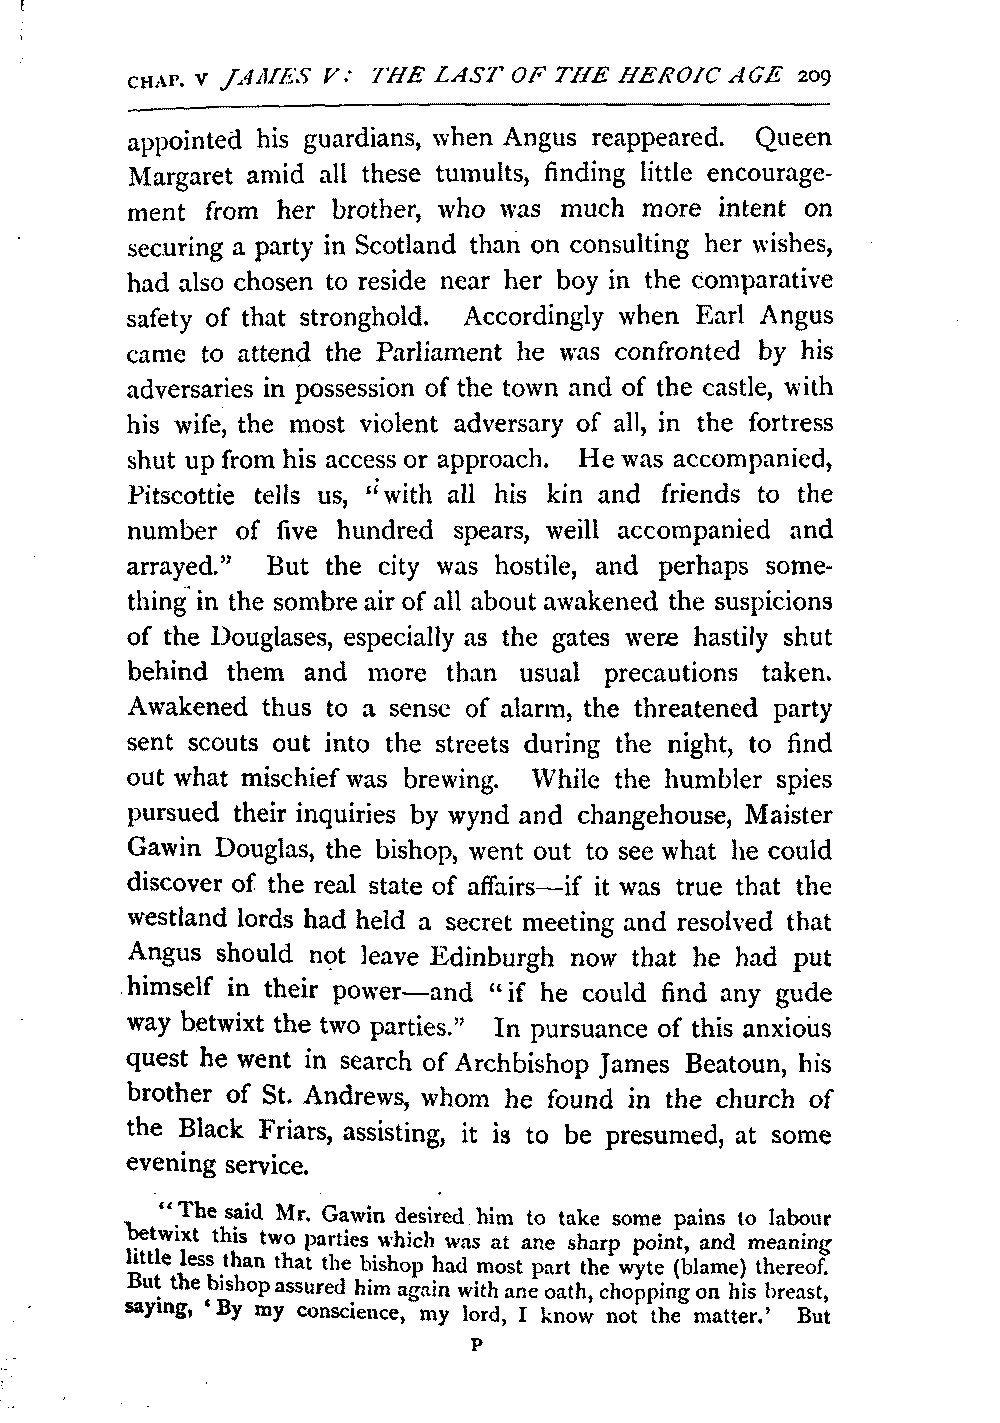 CHAP. V JAMES V: THE LAST OF THE HEROIC AGE 209
appointed his guardians, when Angus reappeared. Queen
Margaret amid all these tumults, finding little encourage-
ment from her brother, who was much more intent on
securing a party in Scotland than on consulting her wishes,
had also chosen to reside near her boy in the comparative
safety of that stronghold. Accordingly when Earl Angus
came to attend the Parliament he was confronted by his
adversaries in possession of the town and of the castle, with
his wife, the most violent adversary of all, in the fortress
shut up from his access or approach. He was accompanied,
Pitscottie tells us, “with all his kin and friends to the
number of five hundred spears, weill accompanied and
arrayed.” But the city was hostile, and perhaps some-
thing in the sombre air of all about awakened the suspicions
of the Douglases, especially as the gates were hastily shut
behind them and more than usual precautions taken.
Awakened thus to a sense of alarm, the threatened party
sent scouts out into the streets during the night, to find
out what mischief was brewing. While the humbler spies
pursued their inquiries by wynd and changehouse, Maister
Gawin Douglas, the bishop, went out to see what he could
discover of the real state of affairs—if it was true that the
westland lords had held a secret meeting and resolved that
Angus should not leave Edinburgh now that he had put
himself in their power—and “if he could find any gude
way betwixt the two parties.” In pursuance of this anxious
quest he went in search of Archbishop James Beatoun, his
brother of St. Andrews, whom he found in the church of
the Black Friars, assisting, it is to be presumed, at some
evening service.
“The said Mr. Gawin desired him to take some pains to labour
betwixt this two parties which was at ane sharp point, and meaning
little less than that the bishop had most part the wyte (blame) thereof.
But the bishop assured him again with ane oath, chopping on his breast,
saying, ‘By my conscience, my lord, I know not the matter.’ But
P